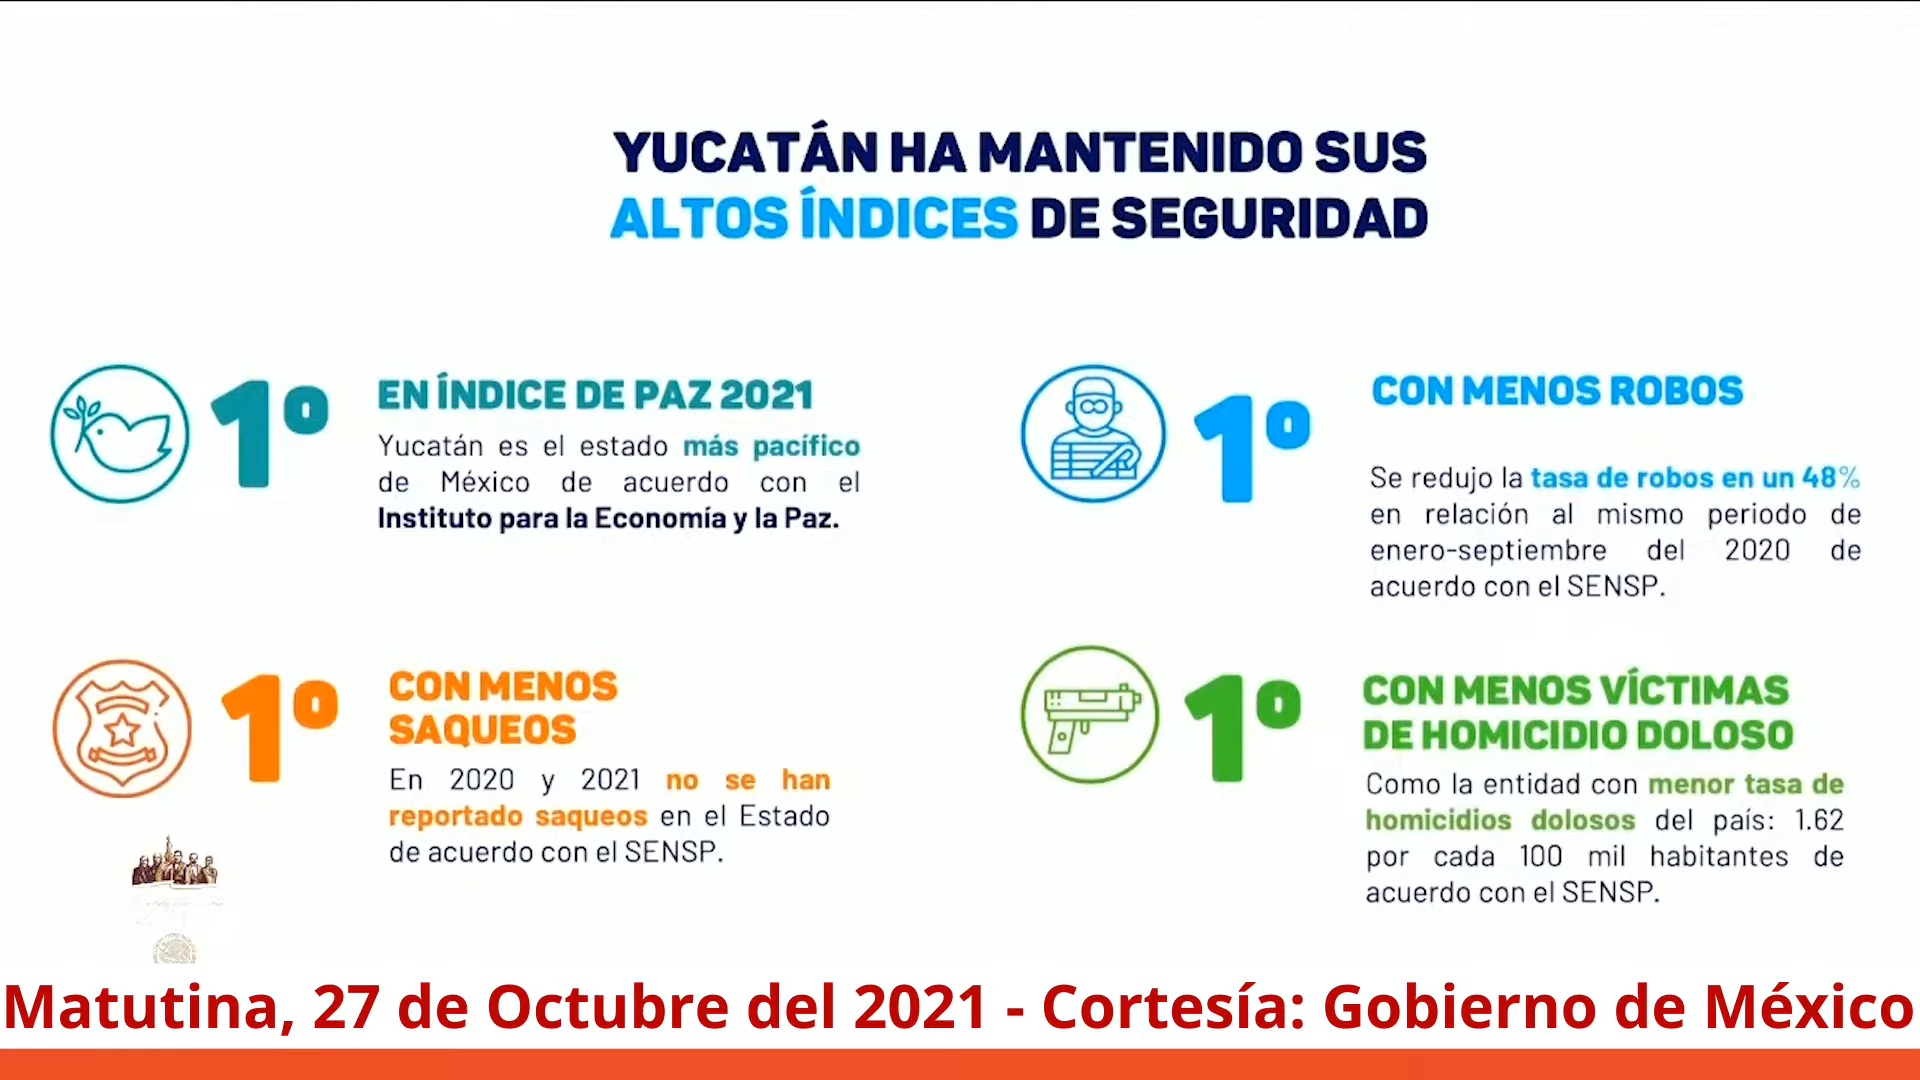 YUCATÁN HA MANTENIDO SUS
ALTOS ÍNDICES DE SEGURIDAD
1º
EN ÍNDICE DE PAZ 2021
Yucatán es el estado más pacífico
de México de acuerdo con el
Instituto para la Economía y la Paz.
1º
CON MENOS ROBOS
Se redujo la tasa de robos en un 48%
en relación al mismo periodo de
enero-septiembre del 2020 de
acuerdo con el SENSP.
1º
CON MENOS
SAQUEOS
En 2020 y 2021 no se han
reportado saqueos en el Estado
de acuerdo con el SENSP.
1º
CON MENOS VÍCTIMAS
DE HOMICIDIO DOLOSO
Como la entidad con menor tasa de
homicidios dolosos del país: 1.62
por cada 100 mil habitantes de
acuerdo con el SENSP.
Matutina, 27 de Octubre del 2021 - Cortesía: Gobierno de México